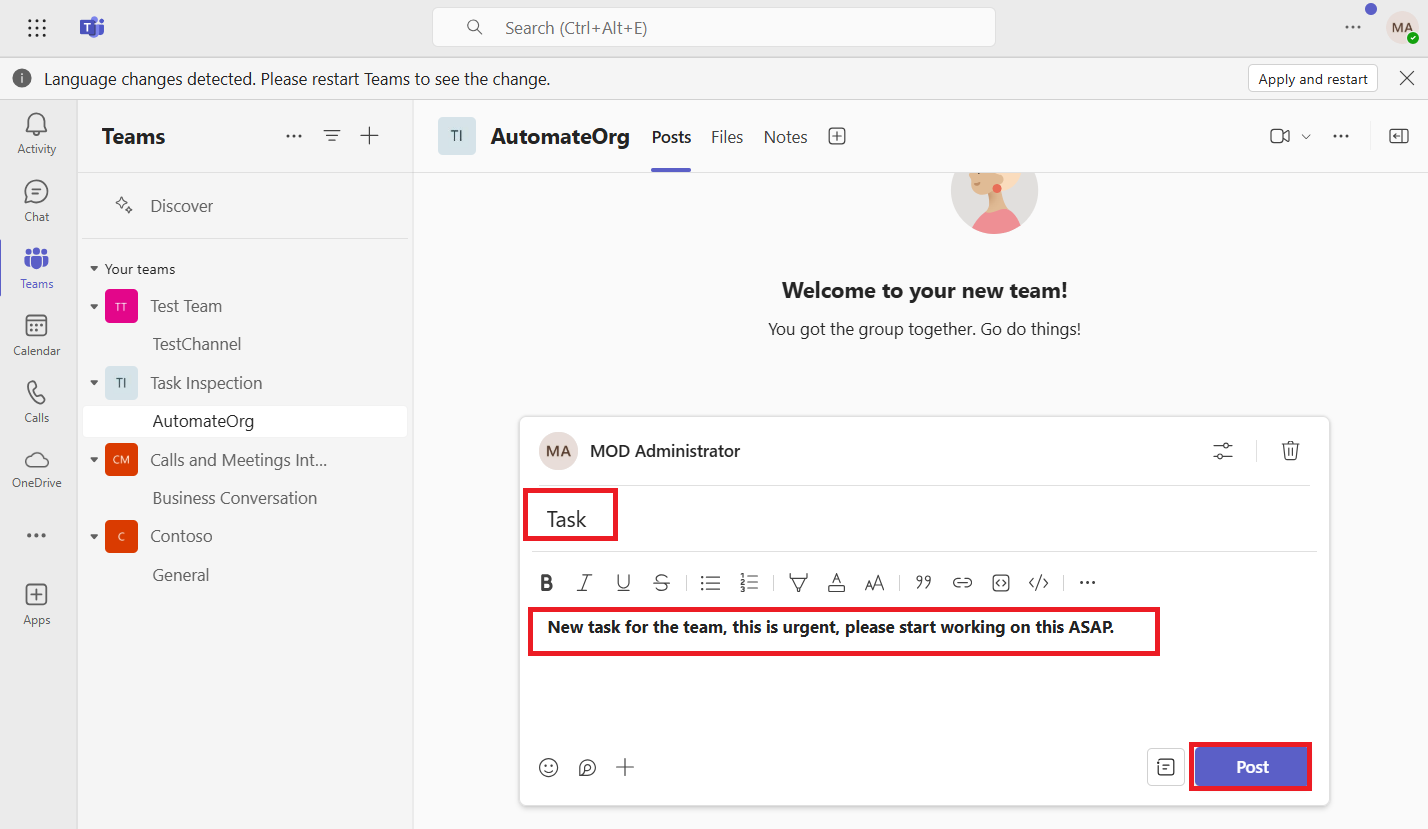 Search (Ctrl+Alt+E)
MA
Language changes detected. Please restart Teams to see the change.
Apply and restart
Activity
Chat
Teams
Calendar
Calls
OneDrive
Apps
Teams
Discover
Your teams
TT Test Team
TestChannel
TI Task Inspection
AutomateOrg
CM Calls and Meetings Int...
Business Conversation
C Contoso
General
TI AutomateOrg Posts Files Notes
Welcome to your new team!
You got the group together. Go do things!
MA MOD Administrator
Task
New task for the team, this is urgent, please start working on this ASAP.
Post